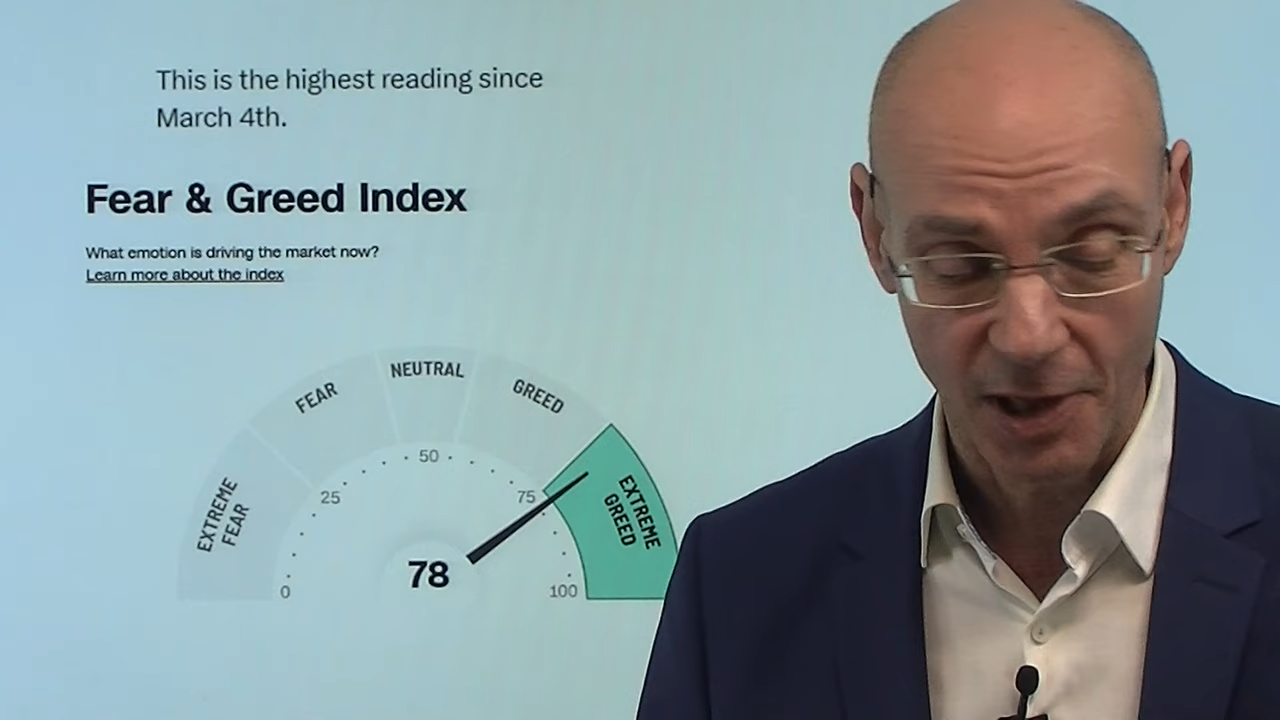 This is the highest reading since
March 4th.
Fear & Greed Index
What emotion is driving the market now?
Learn more about the index
EXTREME
FEAR
FEAR
NEUTRAL
GREED
EXTREME
GREED
0
25
50
75
100
78